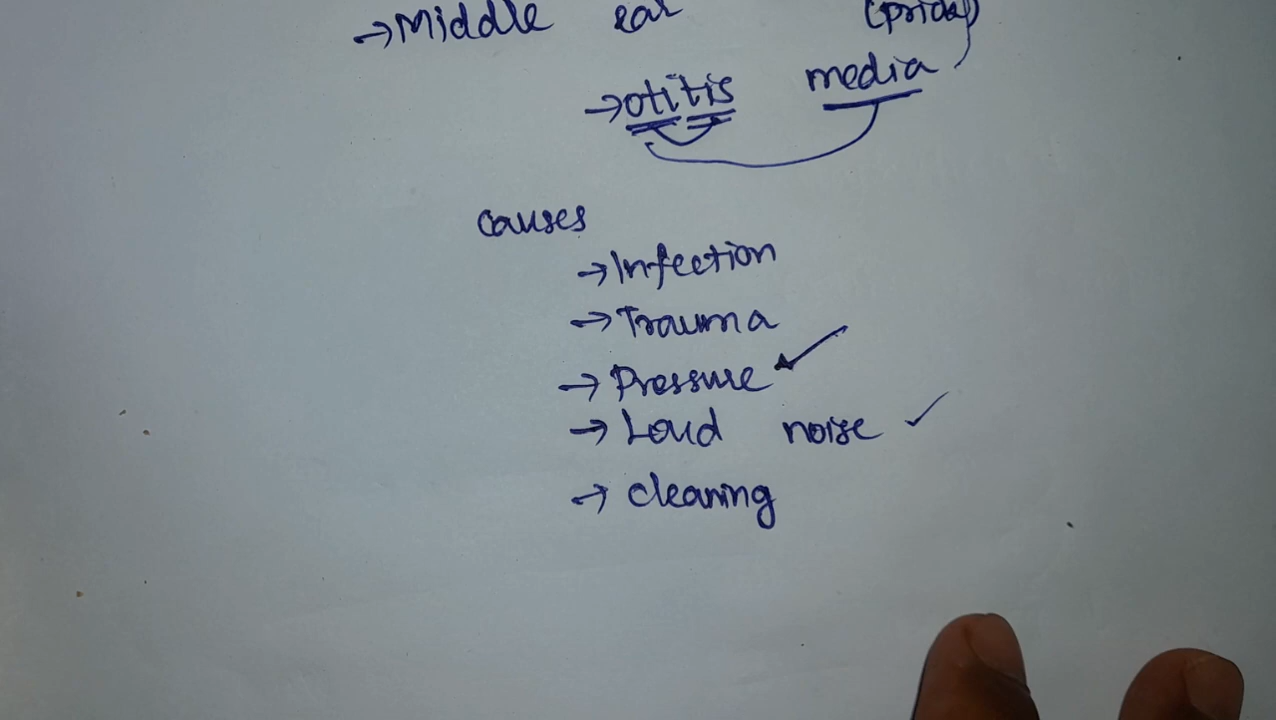 →Middle ear
→otitis media
causes
→Infection
→Trauma
→Pressure
→Loud noise
→cleaning